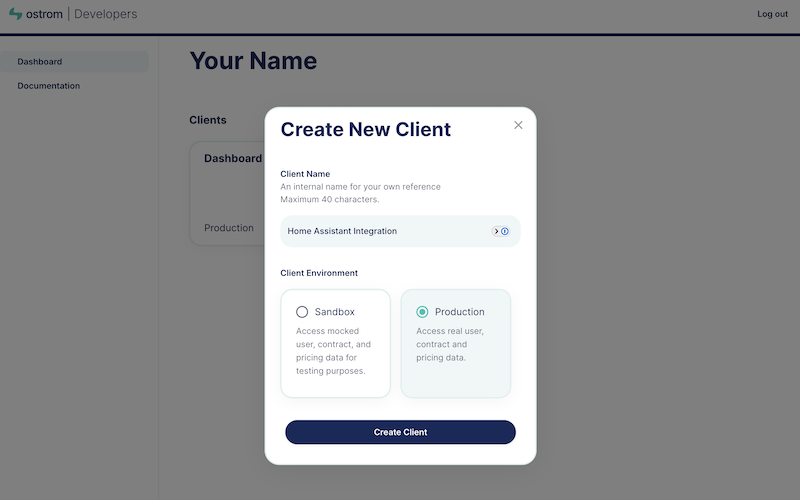 ostrom | Developers
Log out
Dashboard
Documentation
Your Name
Clients
Dashboard
Production
Create New Client
Client Name
An internal name for your own reference
Maximum 40 characters.
Home Assistant Integration
Client Environment
Sandbox
Access mocked
user, contract, and
pricing data for
testing purposes.
Production
Access real user,
contract and
pricing data.
Create Client